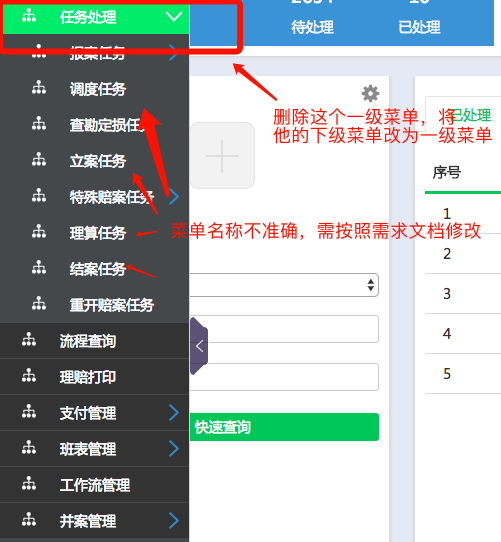 任务处理
2634 10
待处理 已处理
报案任务
调度任务
删除这个一级菜单，将
他的下级菜单改为一级菜单
已处理
查勘定损任
立案任务
序号
特殊赔案任务
1
理算任务
菜单名称不准确，需按照需求文档修改
2
结案任务
3
重开赔案任务
流程查询
4
理赔打印
5
支付管理
快速查询
班表管理
工作流管理
并案管理